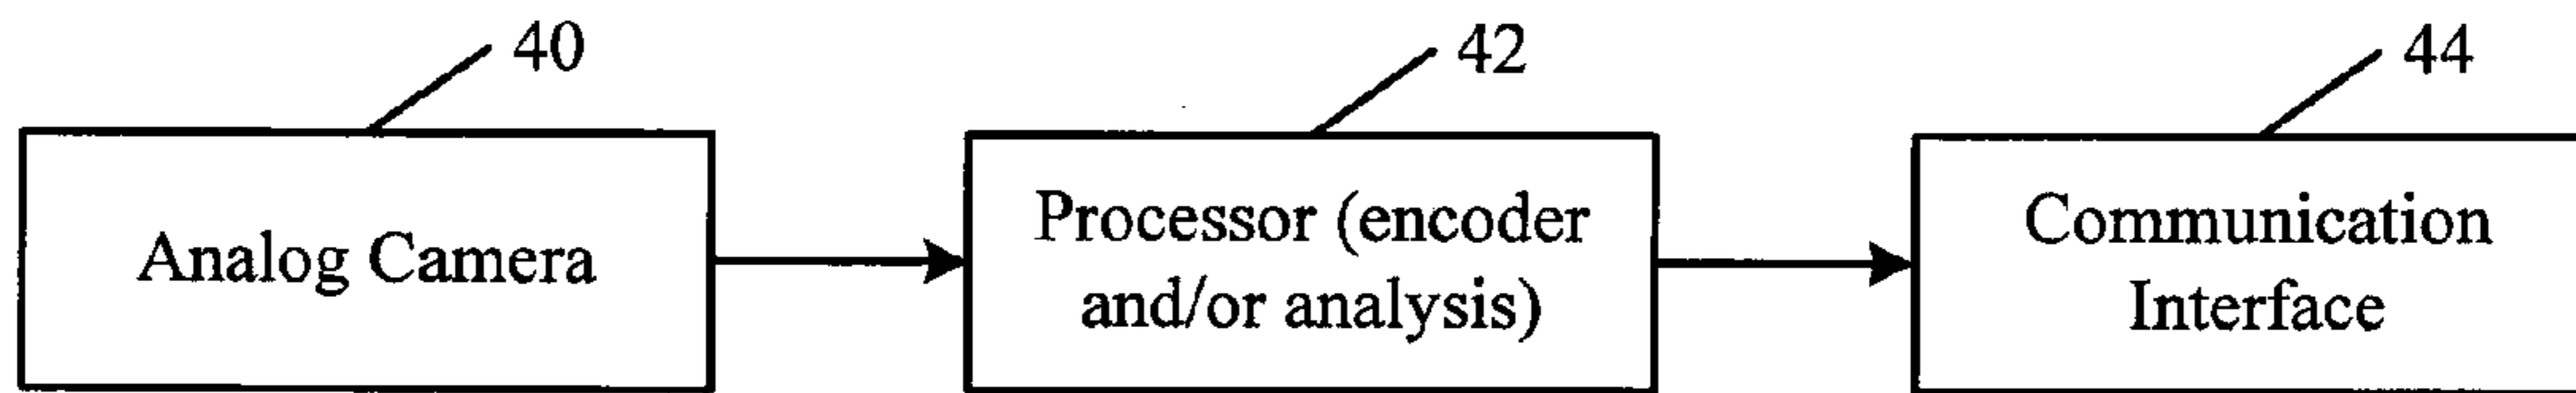 40
42
44
Analog Camera
Processor (encoder
and/or analysis)
Communication
Interface